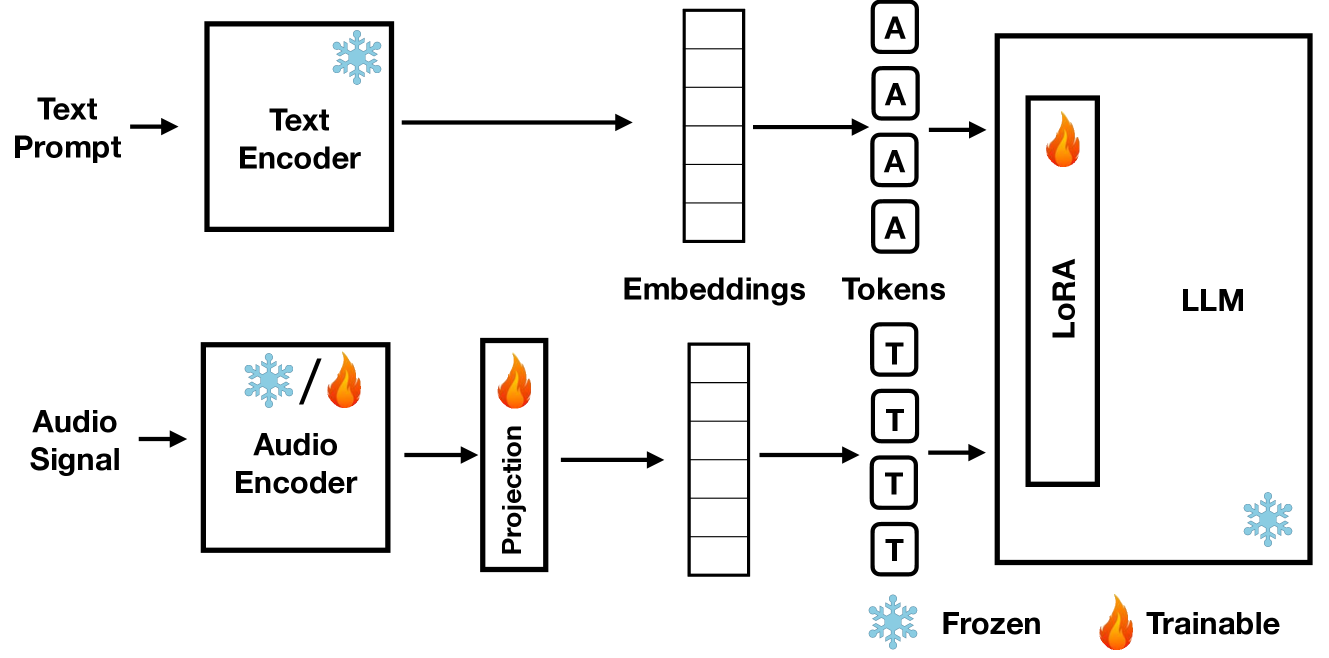 Text
Prompt
Text
Encoder
A
A
A
A
Embeddings
Tokens
LoRA
LLM
Audio
Signal
/
Audio
Encoder
Projection
T
T
T
T
Frozen
Trainable